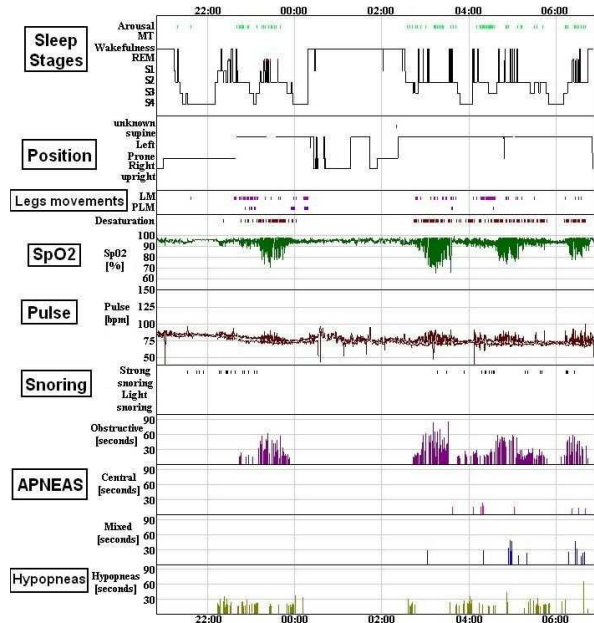 22:00 00:00 02:00 04:00 06:00
Sleep Stages
Arousal
MT
Wakefulness
REM
S1
S2
S3
S4
Position
unknown
supine
Left
Prone
Right
upright
Legs movements
LM
PLM
Desaturation
SpO2
SpO2
[%]
100
90
80
70
60
Pulse
Pulse
[bpm]
150
125
100
75
50
Snoring
Strong
snoring
Light
snoring
APNEAS
Obstructive
[seconds]
90
60
30
Central
[seconds]
90
60
30
Mixed
[seconds]
90
60
30
Hypopneas
Hypopneas
[seconds]
90
60
30
22:00 00:00 02:00 04:00 06:00